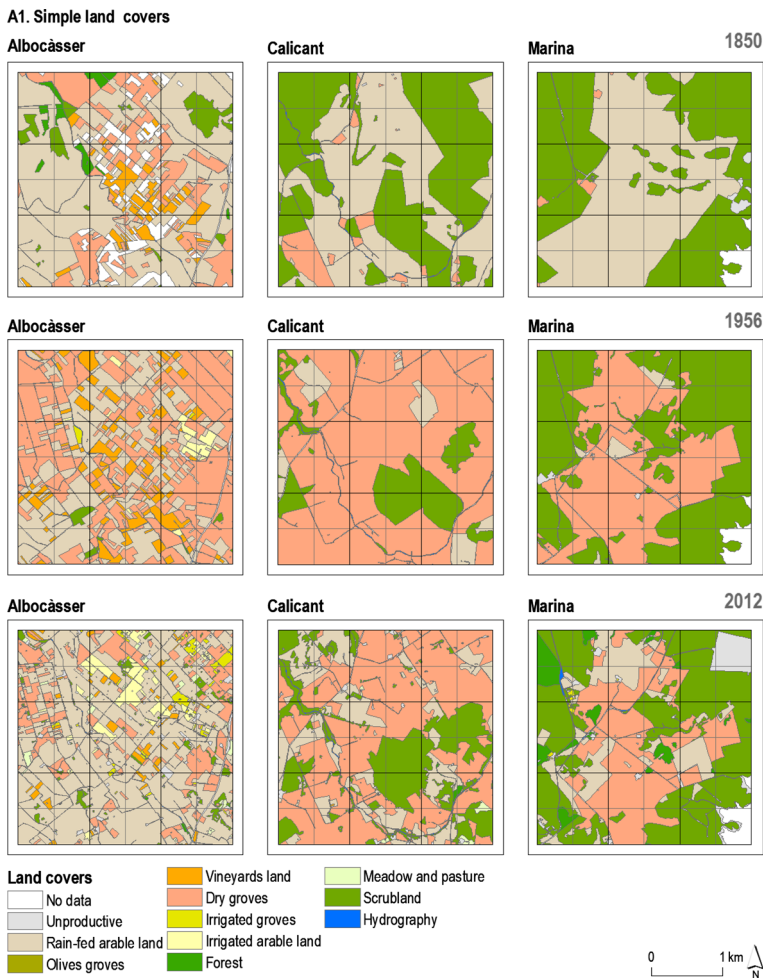 A1. Simple land covers
Albocàsser Calicant Marina 1850
Albocàsser Calicant Marina 1956
Albocàsser Calicant Marina 2012
Land covers
No data
Unproductive
Rain-fed arable land
Olives groves
Vineyards land
Dry groves
Irrigated groves
Irrigated arable land
Forest
Meadow and pasture
Scrubland
Hydrography
0 1 km
N